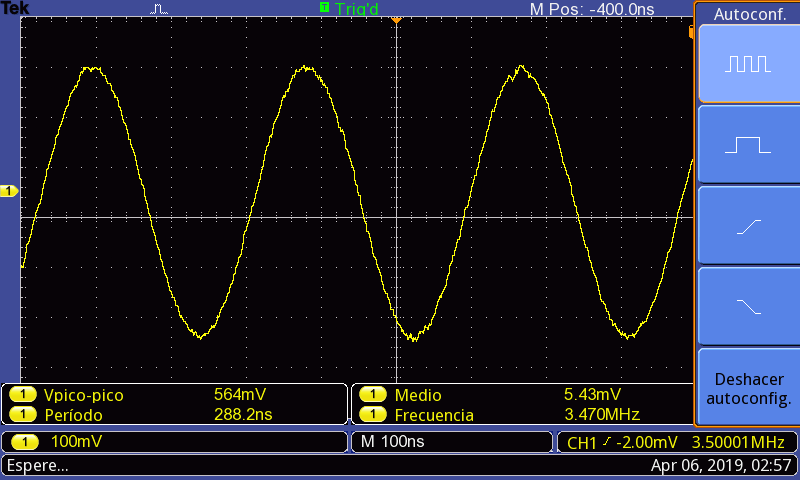 Tek T Trig'd M Pos: -400.0ns
Autoconf.
1
1 Vpico-pico 564mV 1 Medio 5.43mV
1 Período 288.2ns 1 Frecuencia 3.470MHz
Deshacer
autoconfig.
1 100mV M 100ns CH1 -2.00mV 3.50001MHz
Espere... Apr 06, 2019, 02:57